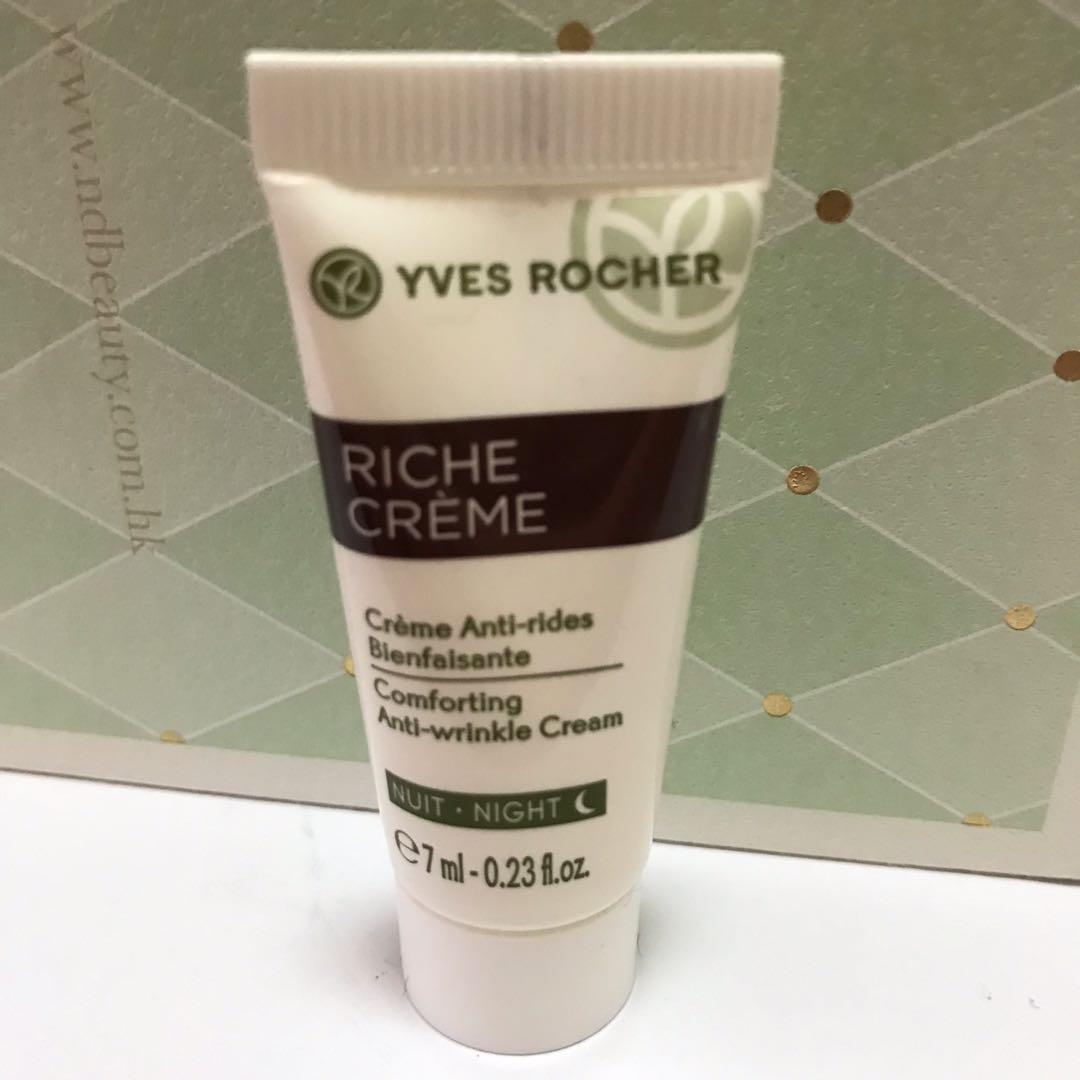 www.ndbeauty.com.hk
YVES ROCHER
RICHE
CRÈME
Crème Anti-rides
Bienfaisante
Comforting
Anti-wrinkle Cream
NUIT • NIGHT
℮7 ml - 0.23 fl.oz.